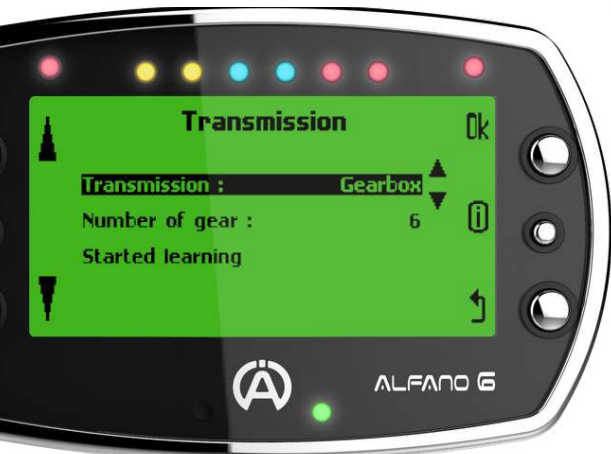 Transmission
Ok
Transmission : Gearbox
Number of gear : 6
i
Started learning
ALFANO 6